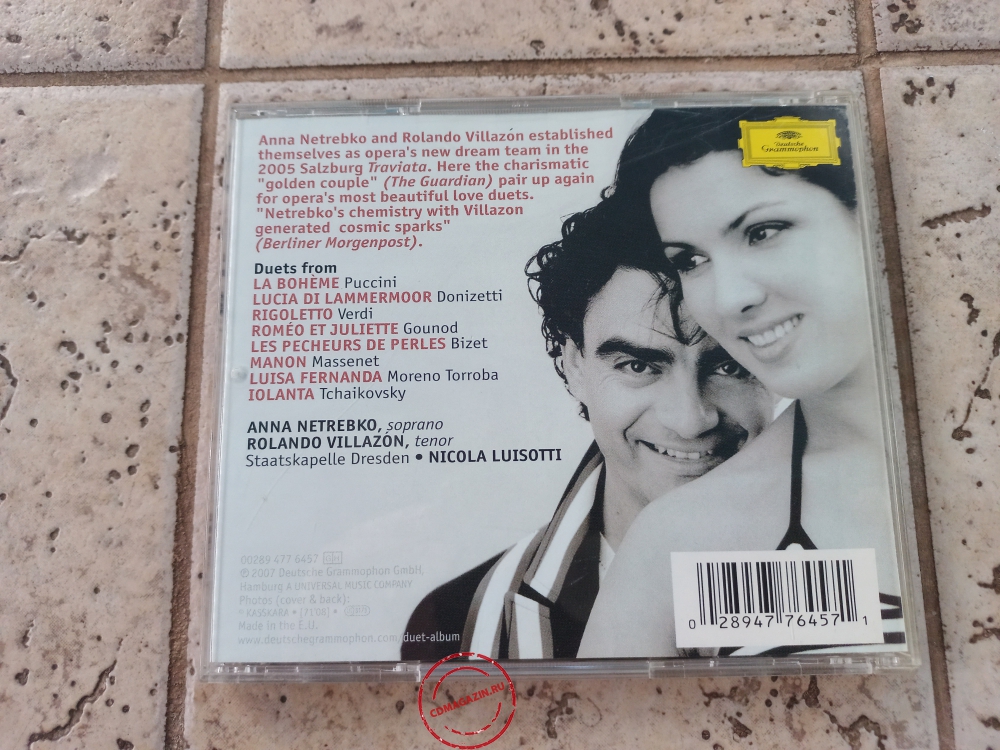 Anna Netrebko and Rolando Villazón established
themselves as opera's new dream team in the
2005 Salzburg Traviata. Here the charismatic
"golden couple" (The Guardian) pair up again
for opera's most beautiful love duets.
"Netrebko's chemistry with Villazon
generated cosmic sparks"
(Berliner Morgenpost).
Deutsche
Grammophon
Duets from
LA BOHÈME Puccini
LUCIA DI LAMMERMOOR Donizetti
RIGOLETTO Verdi
ROMÉO ET JULIETTE Gounod
LES PECHEURS DE PERLES Bizet
MANON Massenet
LUISA FERNANDA Moreno Torroba
IOLANTA Tchaikovsky
ANNA NETREBKO, soprano
ROLANDO VILLAZÓN, tenor
Staatskapelle Dresden • NICOLA LUISOTTI
00289 477 6457
℗ 2007 Deutsche Grammophon GmbH,
Hamburg A UNIVERSAL MUSIC COMPANY
Photos (cover & back):
© KASSKARA • [71'08] •
Made in the E.U.
www.deutschegrammophon.com/duet-album
0 28947 76457 1
CDMAGAZIN.RU